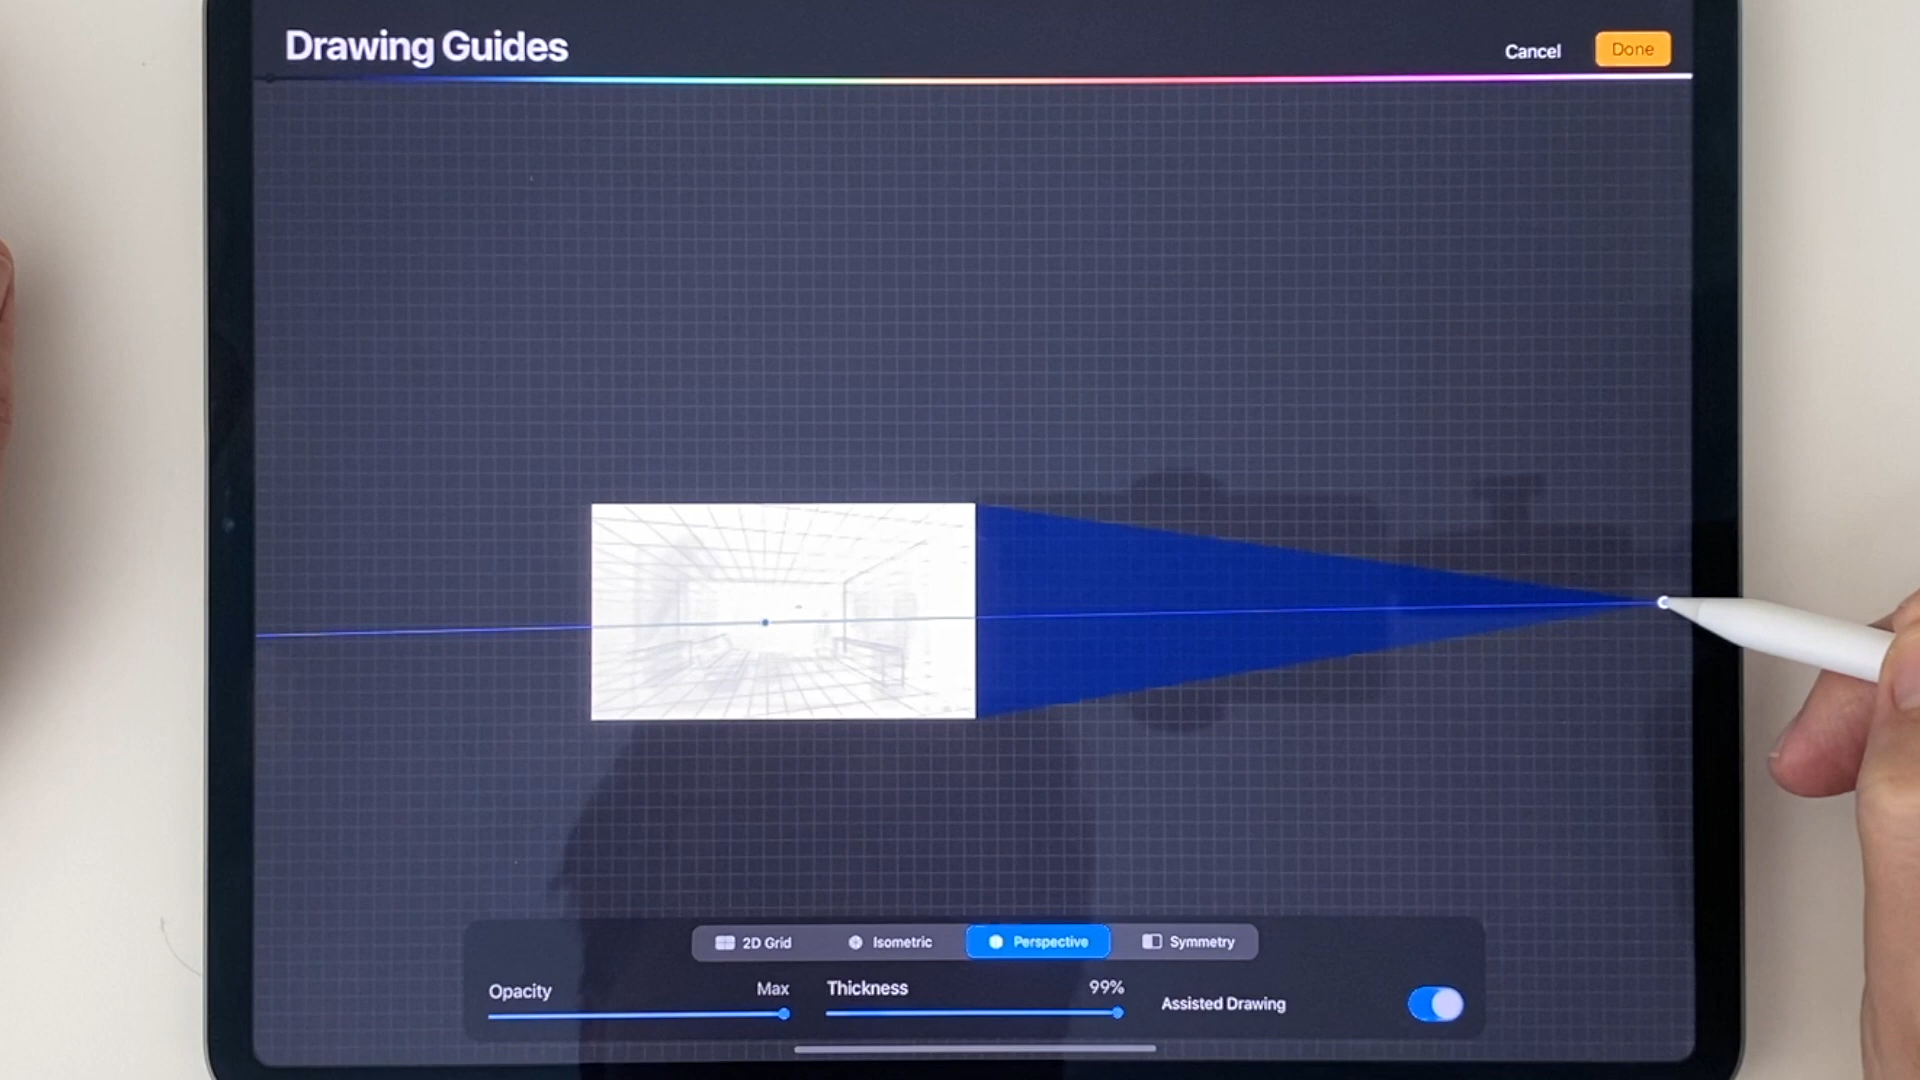 Drawing Guides
Cancel
Done
2D Grid
Isometric
Perspective
Symmetry
Opacity
Max
Thickness
99%
Assisted Drawing